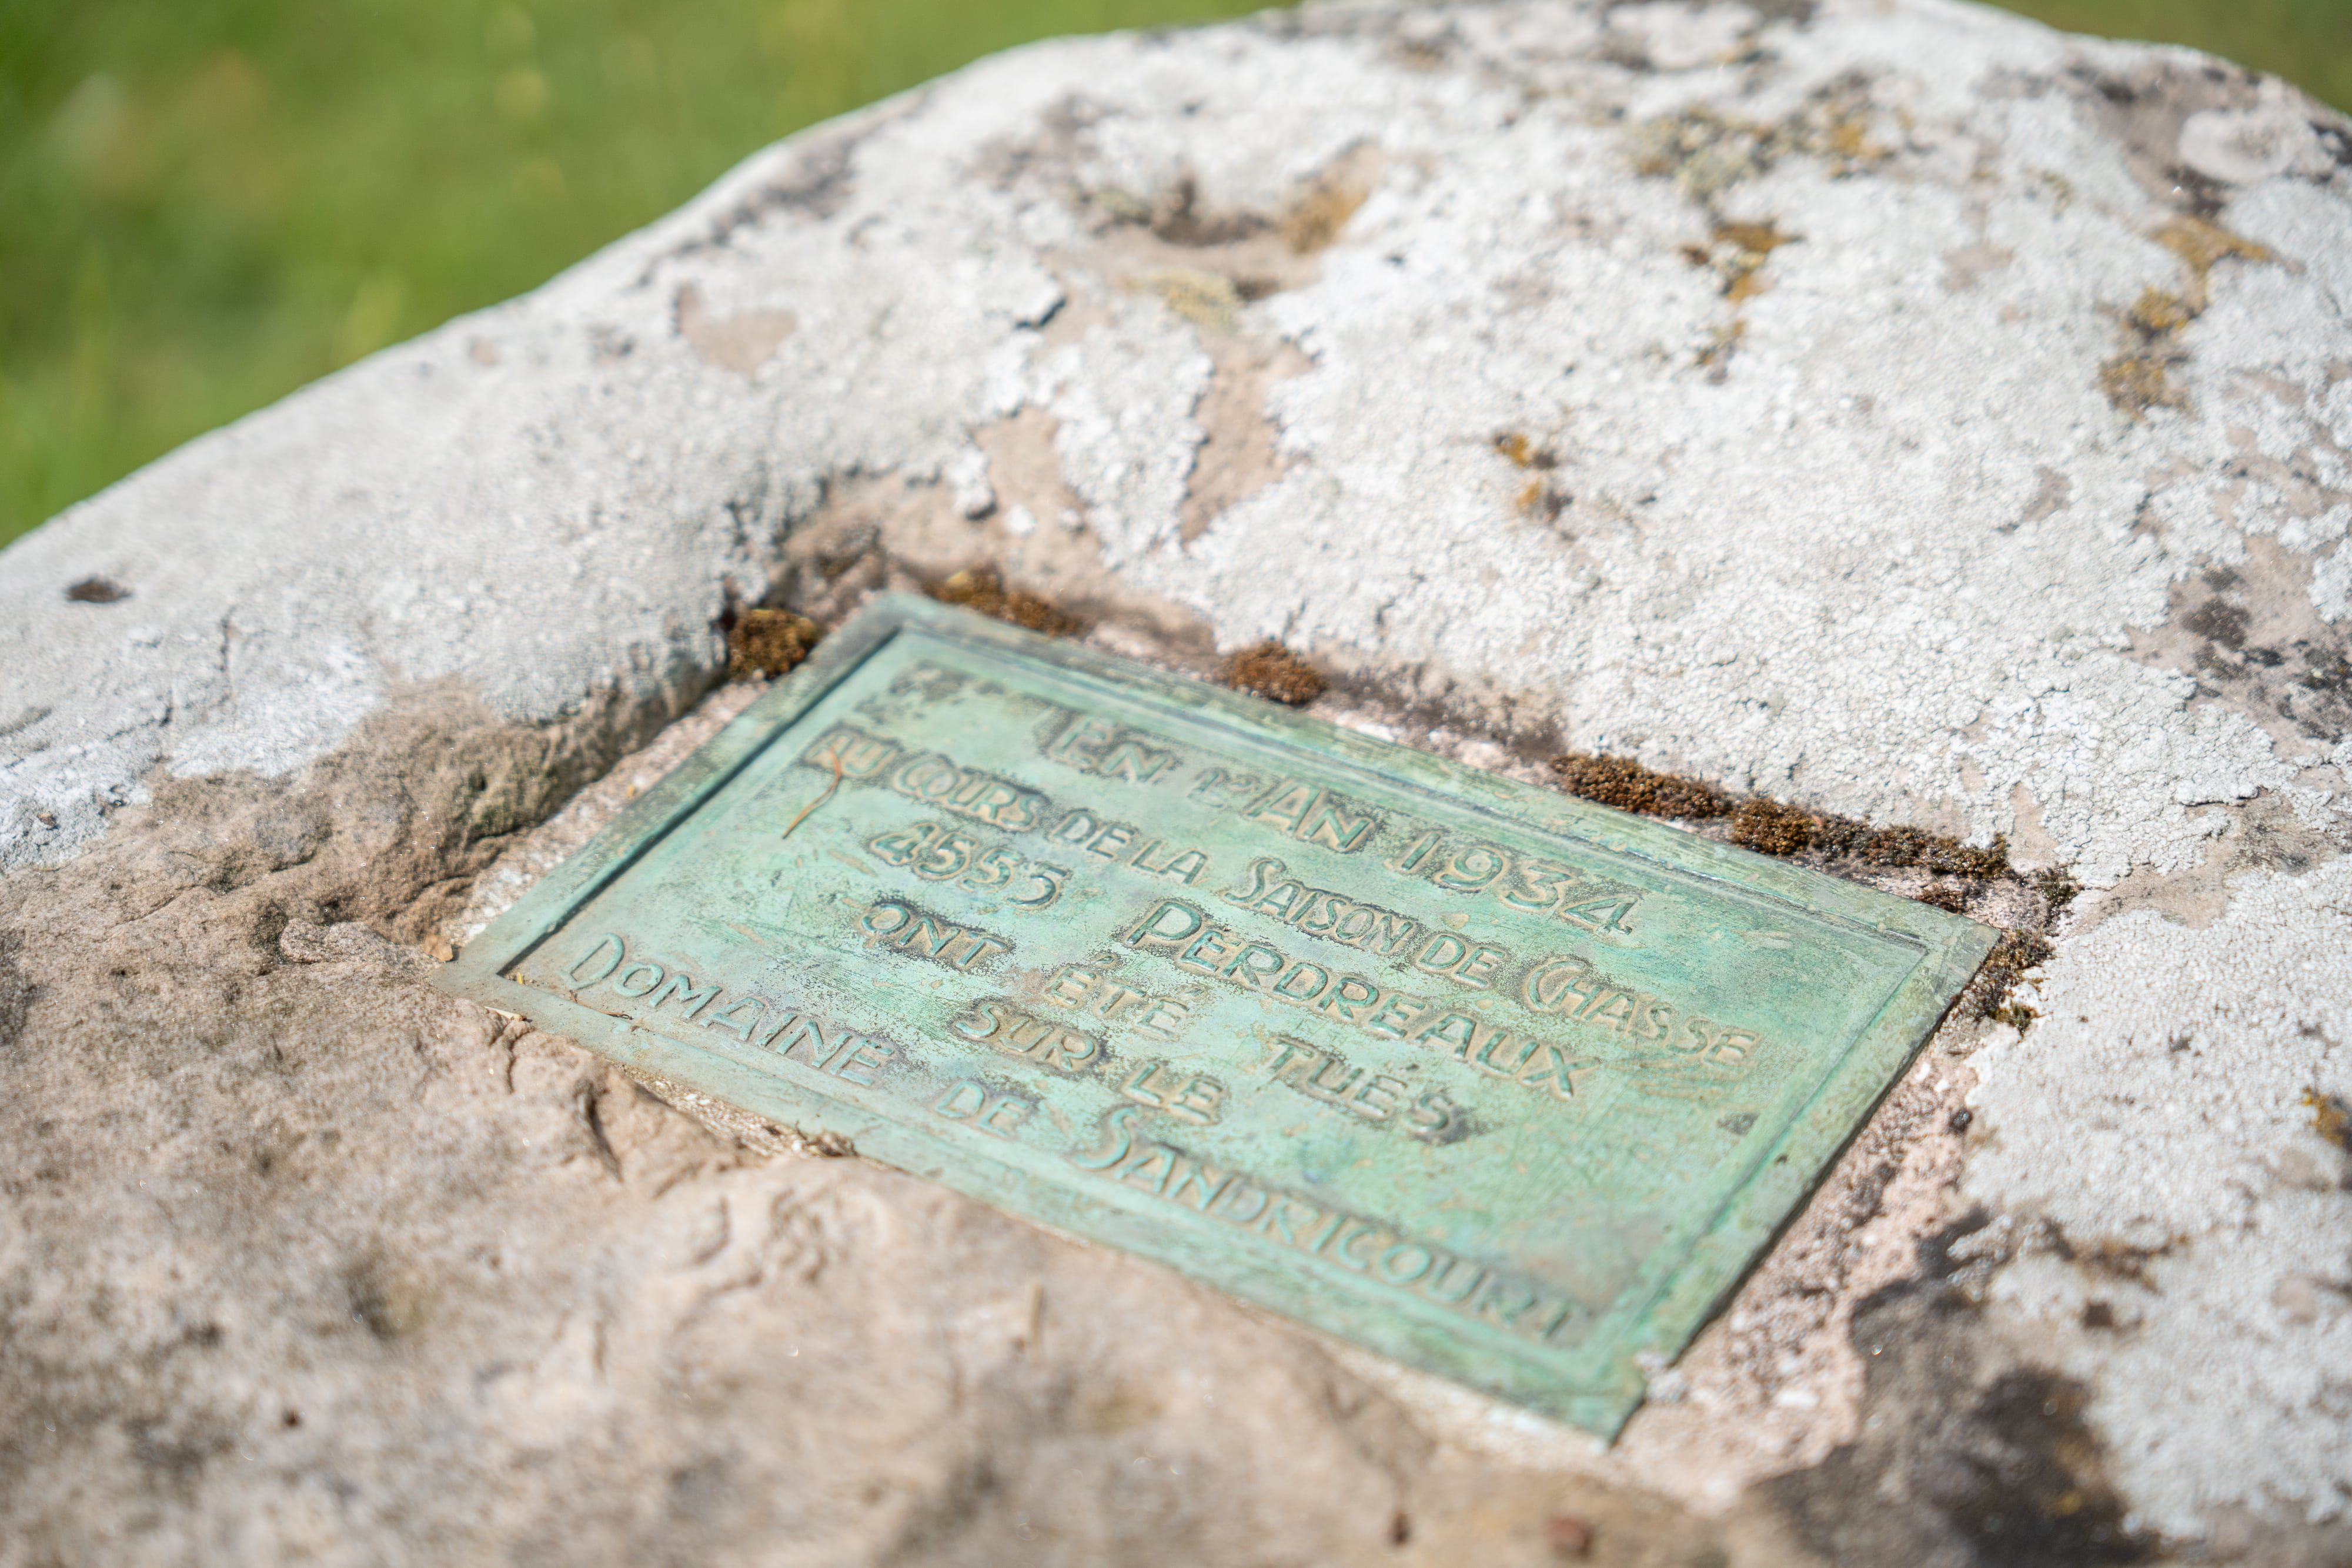 EN L'AN 1934
AU COURS DE LA SAISON DE CHASSE
4555 PERDREAUX
ONT ÉTÉ TUÉS
SUR LE
DOMAINE DE SANDRICOURT